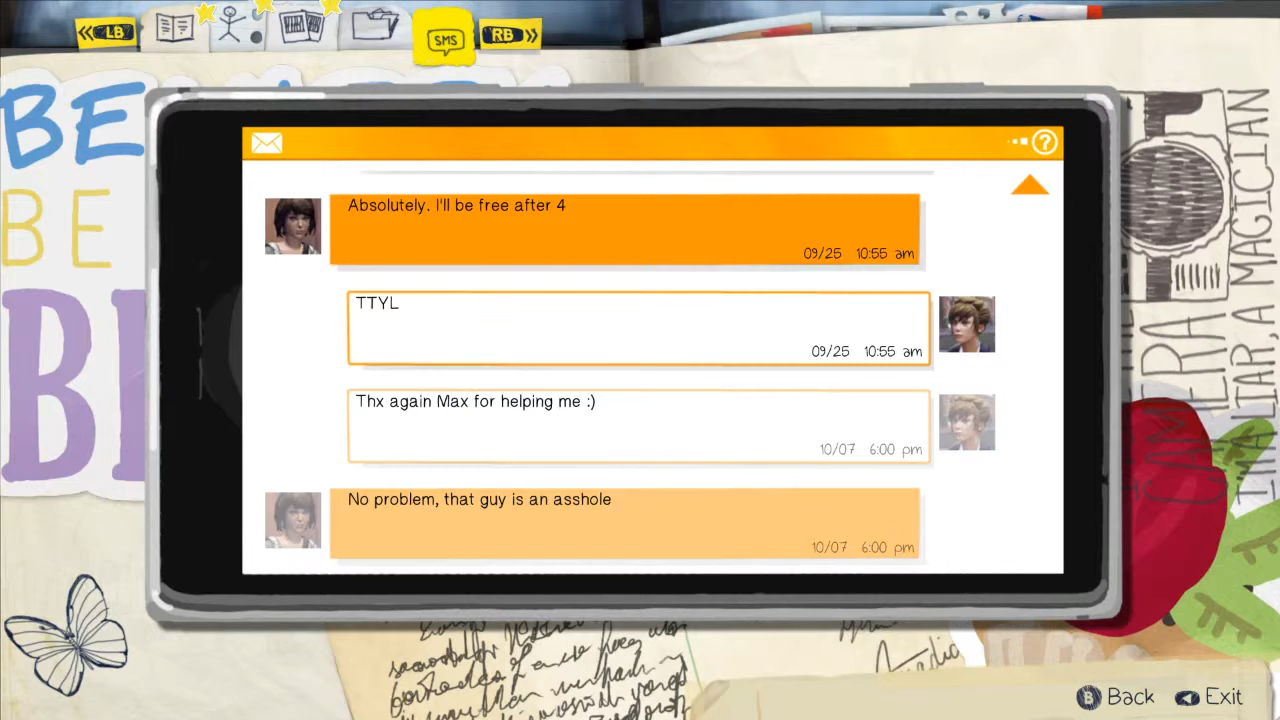 LB
SMS
RB
BE
BE
Absolutely. I'll be free after 4
09/25 10:55 am
TTYL
09/25 10:55 am
Thx again Max for helping me :)
10/07 6:00 pm
No problem, that guy is an asshole
10/07 6:00 pm
CAMERA
LIAR, A MAGICIAN
Back
Exit